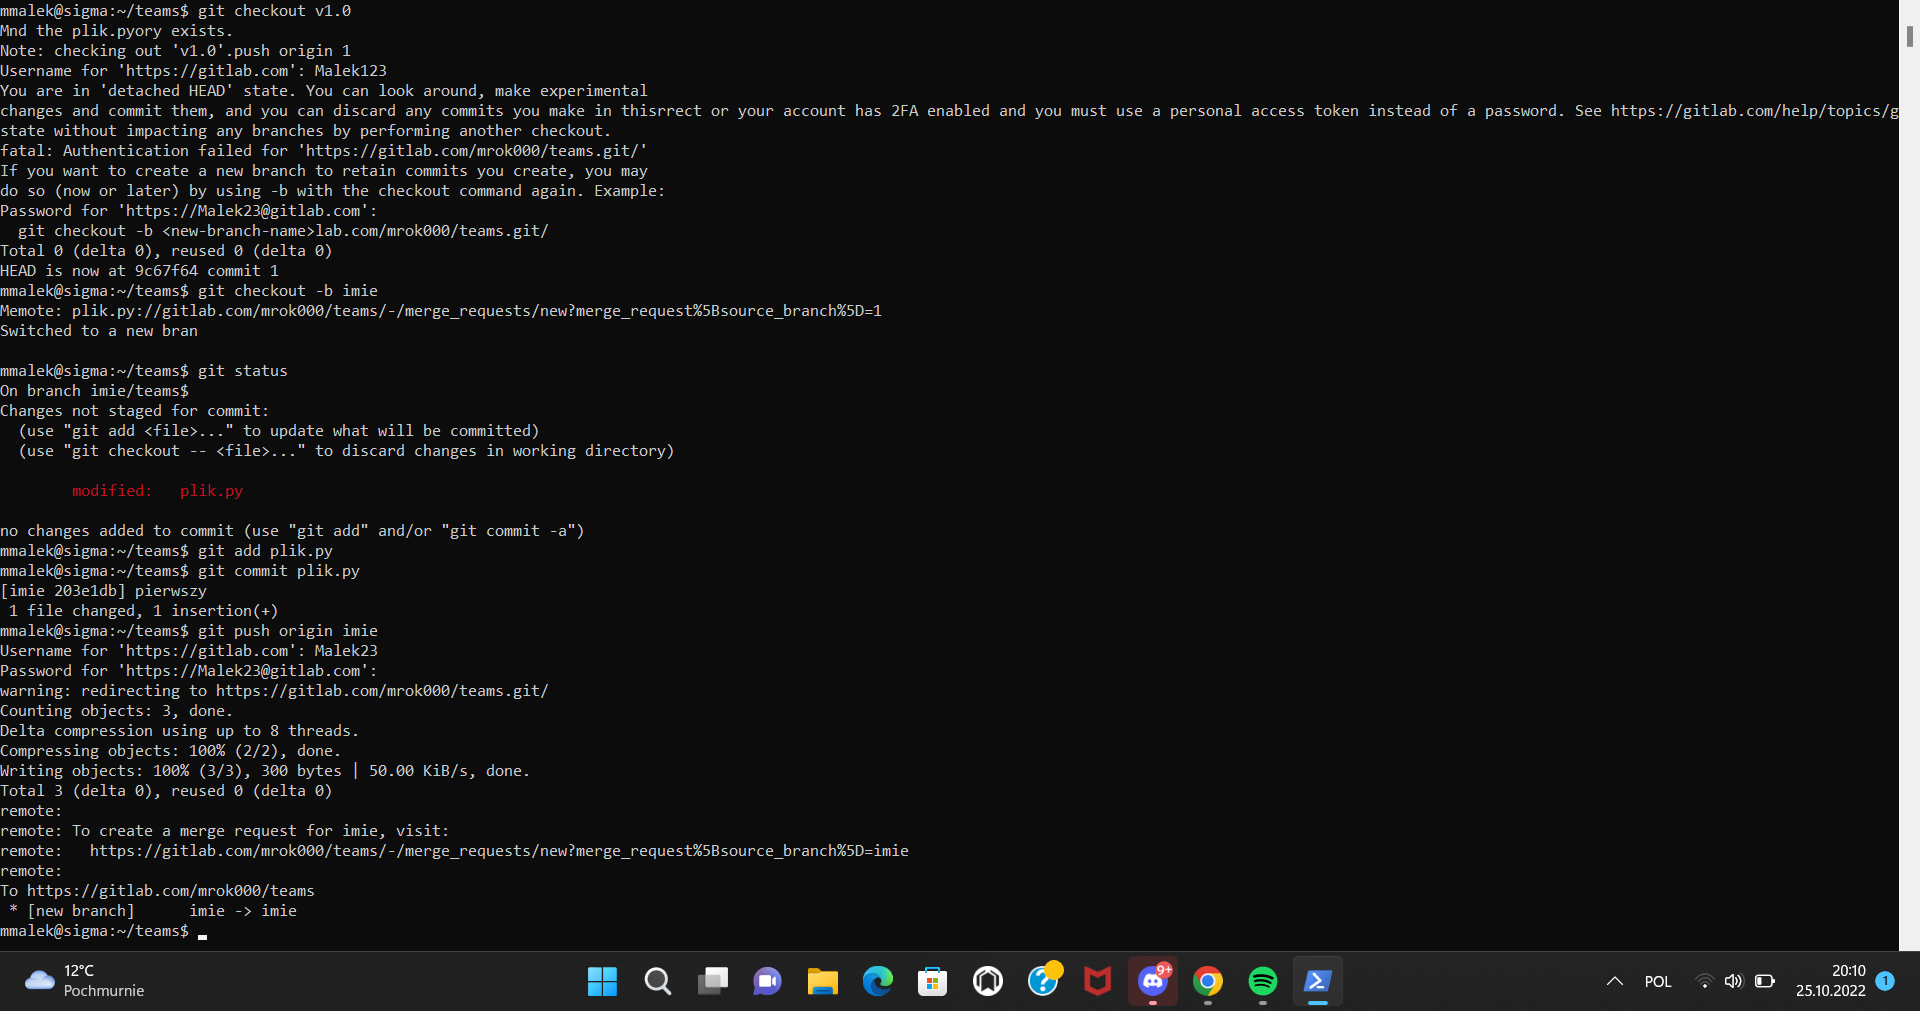 mmalek@sigma:~/teams$ git checkout v1.0
Mnd the plik.pyory exists.
Note: checking out 'v1.0'.push origin 1
Username for 'https://gitlab.com': Malek123
You are in 'detached HEAD' state. You can look around, make experimental
changes and commit them, and you can discard any commits you make in thisrrect or your account has 2FA enabled and you must use a personal access token instead of a password. See https://gitlab.com/help/topics/g
state without impacting any branches by performing another checkout.
fatal: Authentication failed for 'https://gitlab.com/mrok000/teams.git/'
If you want to create a new branch to retain commits you create, you may
do so (now or later) by using -b with the checkout command again. Example:
Password for 'https://Malek23@gitlab.com':
  git checkout -b <new-branch-name>lab.com/mrok000/teams.git/
Total 0 (delta 0), reused 0 (delta 0)
HEAD is now at 9c67f64 commit 1
mmalek@sigma:~/teams$ git checkout -b imie
Memote: plik.py://gitlab.com/mrok000/teams/-/merge_requests/new?merge_request%5Bsource_branch%5D=1
Switched to a new bran
mmalek@sigma:~/teams$ git status
On branch imie/teams$
Changes not staged for commit:
  (use "git add <file>..." to update what will be committed)
  (use "git checkout -- <file>..." to discard changes in working directory)
        modified:   plik.py
no changes added to commit (use "git add" and/or "git commit -a")
mmalek@sigma:~/teams$ git add plik.py
mmalek@sigma:~/teams$ git commit plik.py
[imie 203e1db] pierwszy
 1 file changed, 1 insertion(+)
mmalek@sigma:~/teams$ git push origin imie
Username for 'https://gitlab.com': Malek23
Password for 'https://Malek23@gitlab.com':
warning: redirecting to https://gitlab.com/mrok000/teams.git/
Counting objects: 3, done.
Delta compression using up to 8 threads.
Compressing objects: 100% (2/2), done.
Writing objects: 100% (3/3), 300 bytes | 50.00 KiB/s, done.
Total 3 (delta 0), reused 0 (delta 0)
remote:
remote: To create a merge request for imie, visit:
remote:   https://gitlab.com/mrok000/teams/-/merge_requests/new?merge_request%5Bsource_branch%5D=imie
remote:
To https://gitlab.com/mrok000/teams
 * [new branch]      imie -> imie
mmalek@sigma:~/teams$
12°C
Pochmurnie
9+
POL
20:10
25.10.2022
1